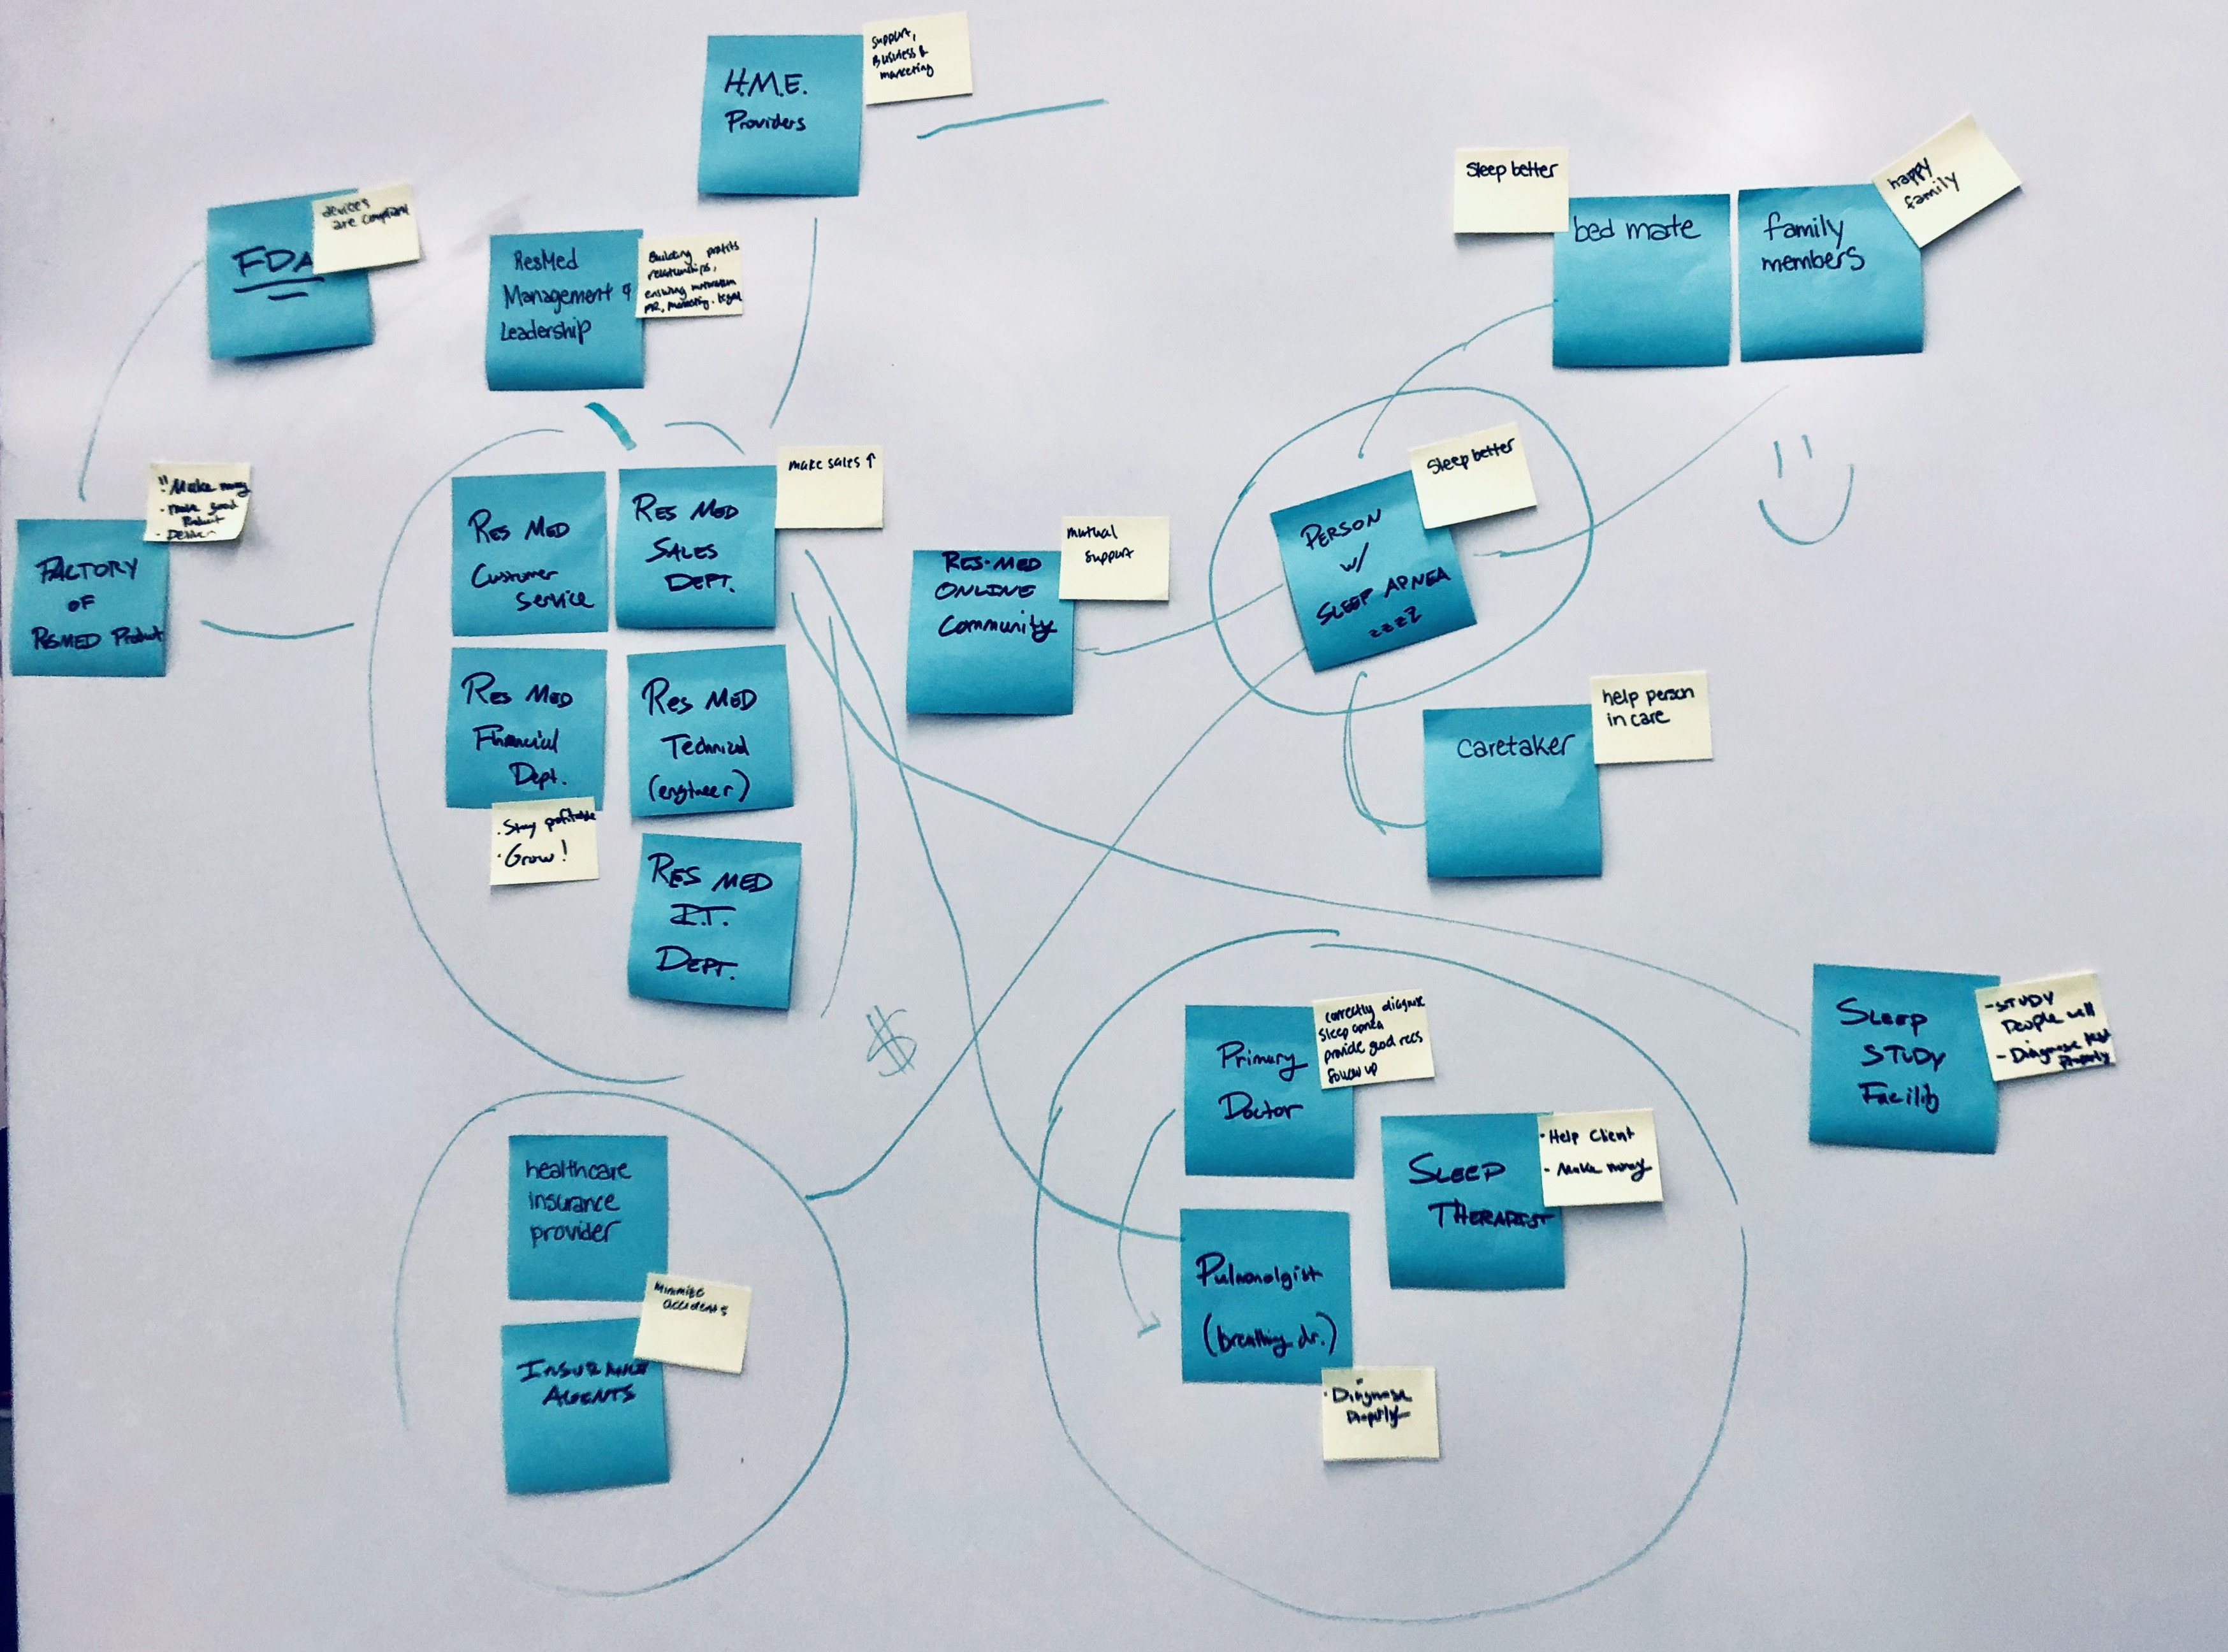 H.M.E.
Providers
Support,
Business &
marketing
FDA
devices
are compliant
ResMed
Management &
Leadership
Building profits
relationships,
ensuring
PR, marketing, legal
Sleep better
bed mate
family
members
happy
family
FACTORY
OF
RESMED Product
Make money
· Make good
Product
· Deliver
RES MED
Customer
Service
RES MED
SALES
DEPT.
make sales ↑
RES MED
Financial
Dept.
· Stay profitable
· Grow!
RES MED
Technical
(engineer)
RES MED
I.T.
DEPT.
RES-MED
ONLINE
Community
mutual
support
PERSON
w/
SLEEP APNEA
zzzZ
Sleep better
caretaker
help person
in care
$
healthcare
insurance
provider
Minimize
accidents
INSURANCE
AGENTS
Primary
Doctor
correctly diagnose
sleep apnea
provide good recs
follow up
SLEEP
THERAPIST
· Help Client
- Make money
Pulmonolgist
(breathing dr.)
· Diagnose
Properly
SLEEP
STUDY
Facility
- STUDY
People well
- Diagnose
properly